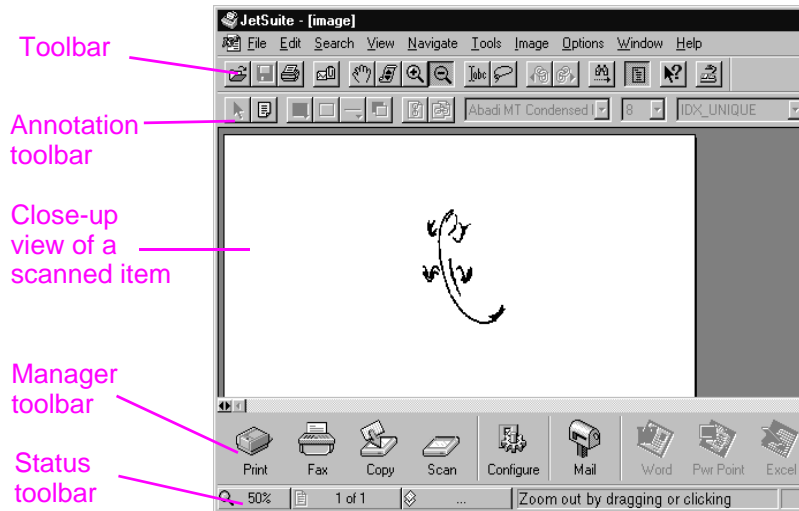 JetSuite - [image]
File Edit Search View Navigate Tools Image Options Window Help
Toolbar
Annotation
toolbar
Abadi MT Condensed 8 IDX_UNIQUE
Close-up
view of a
scanned item
Manager
toolbar
Print Fax Copy Scan Configure Mail Word Pwr Point Excel
Status
toolbar
50% 1 of 1 ... Zoom out by dragging or clicking